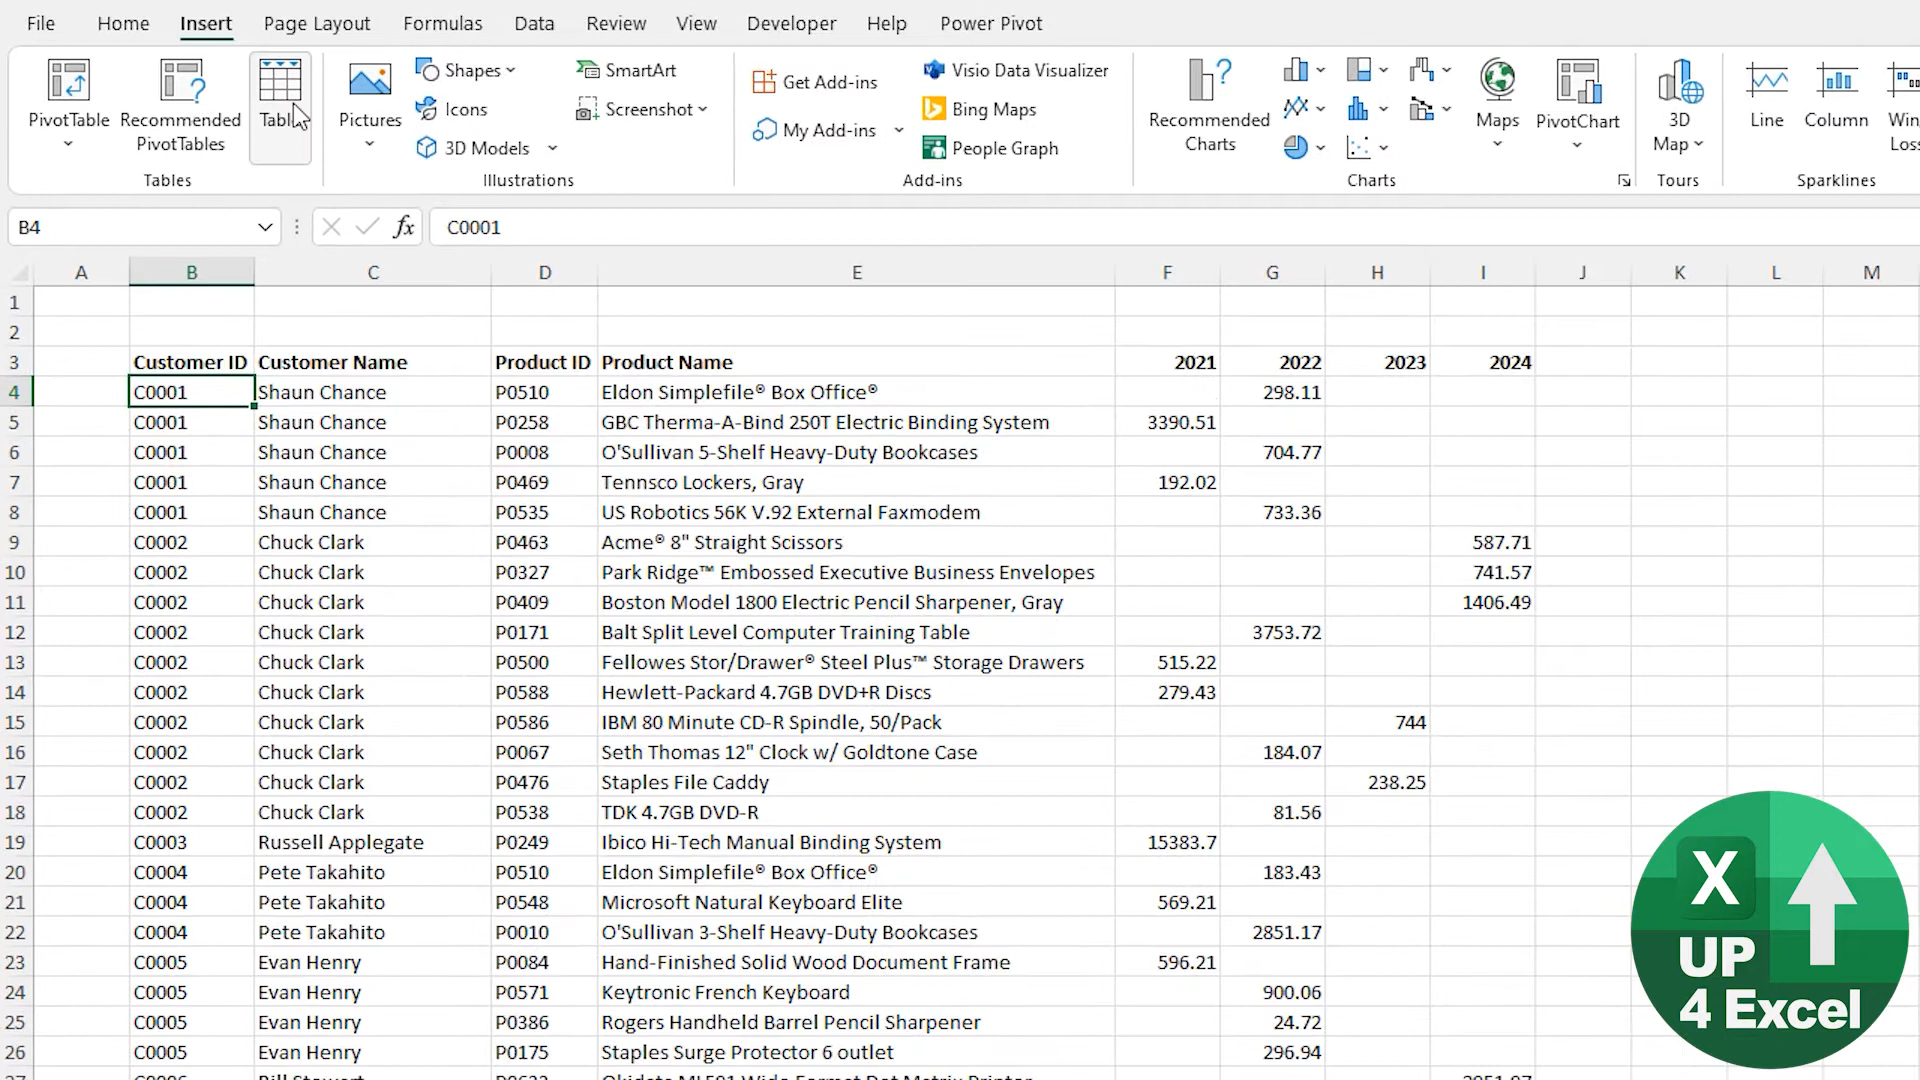 File Home Insert Page Layout Formulas Data Review View Developer Help Power Pivot
PivotTable
Recommended PivotTables
Table
Tables
Pictures
Shapes
Icons
3D Models
SmartArt
Screenshot
Illustrations
Get Add-ins
My Add-ins
Visio Data Visualizer
Bing Maps
People Graph
Add-ins
Recommended Charts
Maps
PivotChart
Charts
3D Map
Tours
Line
Column
Sparklines
B4 fx C0001
A B C D E F G H I J K L M
1
2
3 Customer ID Customer Name Product ID Product Name 2021 2022 2023 2024
4 C0001 Shaun Chance P0510 Eldon Simplefile® Box Office® 298.11
5 C0001 Shaun Chance P0258 GBC Therma-A-Bind 250T Electric Binding System 3390.51
6 C0001 Shaun Chance P0008 O'Sullivan 5-Shelf Heavy-Duty Bookcases 704.77
7 C0001 Shaun Chance P0469 Tennsco Lockers, Gray 192.02
8 C0001 Shaun Chance P0535 US Robotics 56K V.92 External Faxmodem 733.36
9 C0002 Chuck Clark P0463 Acme® 8" Straight Scissors 587.71
10 C0002 Chuck Clark P0327 Park Ridge™ Embossed Executive Business Envelopes 741.57
11 C0002 Chuck Clark P0409 Boston Model 1800 Electric Pencil Sharpener, Gray 1406.49
12 C0002 Chuck Clark P0171 Balt Split Level Computer Training Table 3753.72
13 C0002 Chuck Clark P0500 Fellowes Stor/Drawer® Steel Plus™ Storage Drawers 515.22
14 C0002 Chuck Clark P0588 Hewlett-Packard 4.7GB DVD+R Discs 279.43
15 C0002 Chuck Clark P0586 IBM 80 Minute CD-R Spindle, 50/Pack 744
16 C0002 Chuck Clark P0067 Seth Thomas 12" Clock w/ Goldtone Case 184.07
17 C0002 Chuck Clark P0476 Staples File Caddy 238.25
18 C0002 Chuck Clark P0538 TDK 4.7GB DVD-R 81.56
19 C0003 Russell Applegate P0249 Ibico Hi-Tech Manual Binding System 15383.7
20 C0004 Pete Takahito P0510 Eldon Simplefile® Box Office® 183.43
21 C0004 Pete Takahito P0548 Microsoft Natural Keyboard Elite 569.21
22 C0004 Pete Takahito P0010 O'Sullivan 3-Shelf Heavy-Duty Bookcases 2851.17
23 C0005 Evan Henry P0084 Hand-Finished Solid Wood Document Frame 596.21
24 C0005 Evan Henry P0571 Keytronic French Keyboard 900.06
25 C0005 Evan Henry P0386 Rogers Handheld Barrel Pencil Sharpener 24.72
26 C0005 Evan Henry P0175 Staples Surge Protector 6 outlet 296.94
X
UP
4 Excel